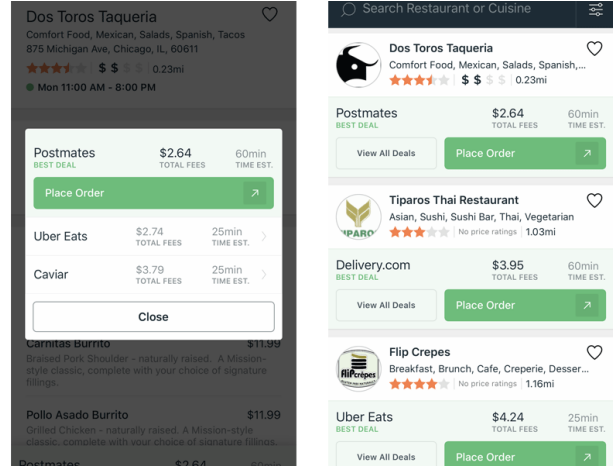 Dos Toros Taqueria
Comfort Food, Mexican, Salads, Spanish, Tacos
875 Michigan Ave, Chicago, IL, 60611
$ $ $ $ 0.23mi
Mon 11:00 AM - 8:00 PM
Postmates $2.64 60min
BEST DEAL TOTAL FEES TIME EST.
Place Order
Uber Eats $2.74 25min
TOTAL FEES TIME EST.
Caviar $3.79 25min
TOTAL FEES TIME EST.
Close
Carnitas Burrito $11.99
Braised Pork Shoulder - naturally raised. A Mission-
style classic, complete with your choice of signature
fillings.
Pollo Asado Burrito $11.99
Grilled Chicken - naturally raised. A Mission-style
classic, complete with your choice of signature fillings.
Postmates $2.64 60min
Search Restaurant or Cuisine
Dos Toros Taqueria
Comfort Food, Mexican, Salads, Spanish,...
$ $ $ $ 0.23mi
Postmates $2.64 60min
BEST DEAL TOTAL FEES TIME EST.
View All Deals Place Order
TIPAROS
Tiparos Thai Restaurant
Asian, Sushi, Sushi Bar, Thai, Vegetarian
No price ratings 1.03mi
Delivery.com $3.95 60min
BEST DEAL TOTAL FEES TIME EST.
View All Deals Place Order
FliP crepes
Flip Crepes
Breakfast, Brunch, Cafe, Creperie, Desser...
No price ratings 1.16mi
Uber Eats $4.24 25min
BEST DEAL TOTAL FEES TIME EST.
View All Deals Place Order